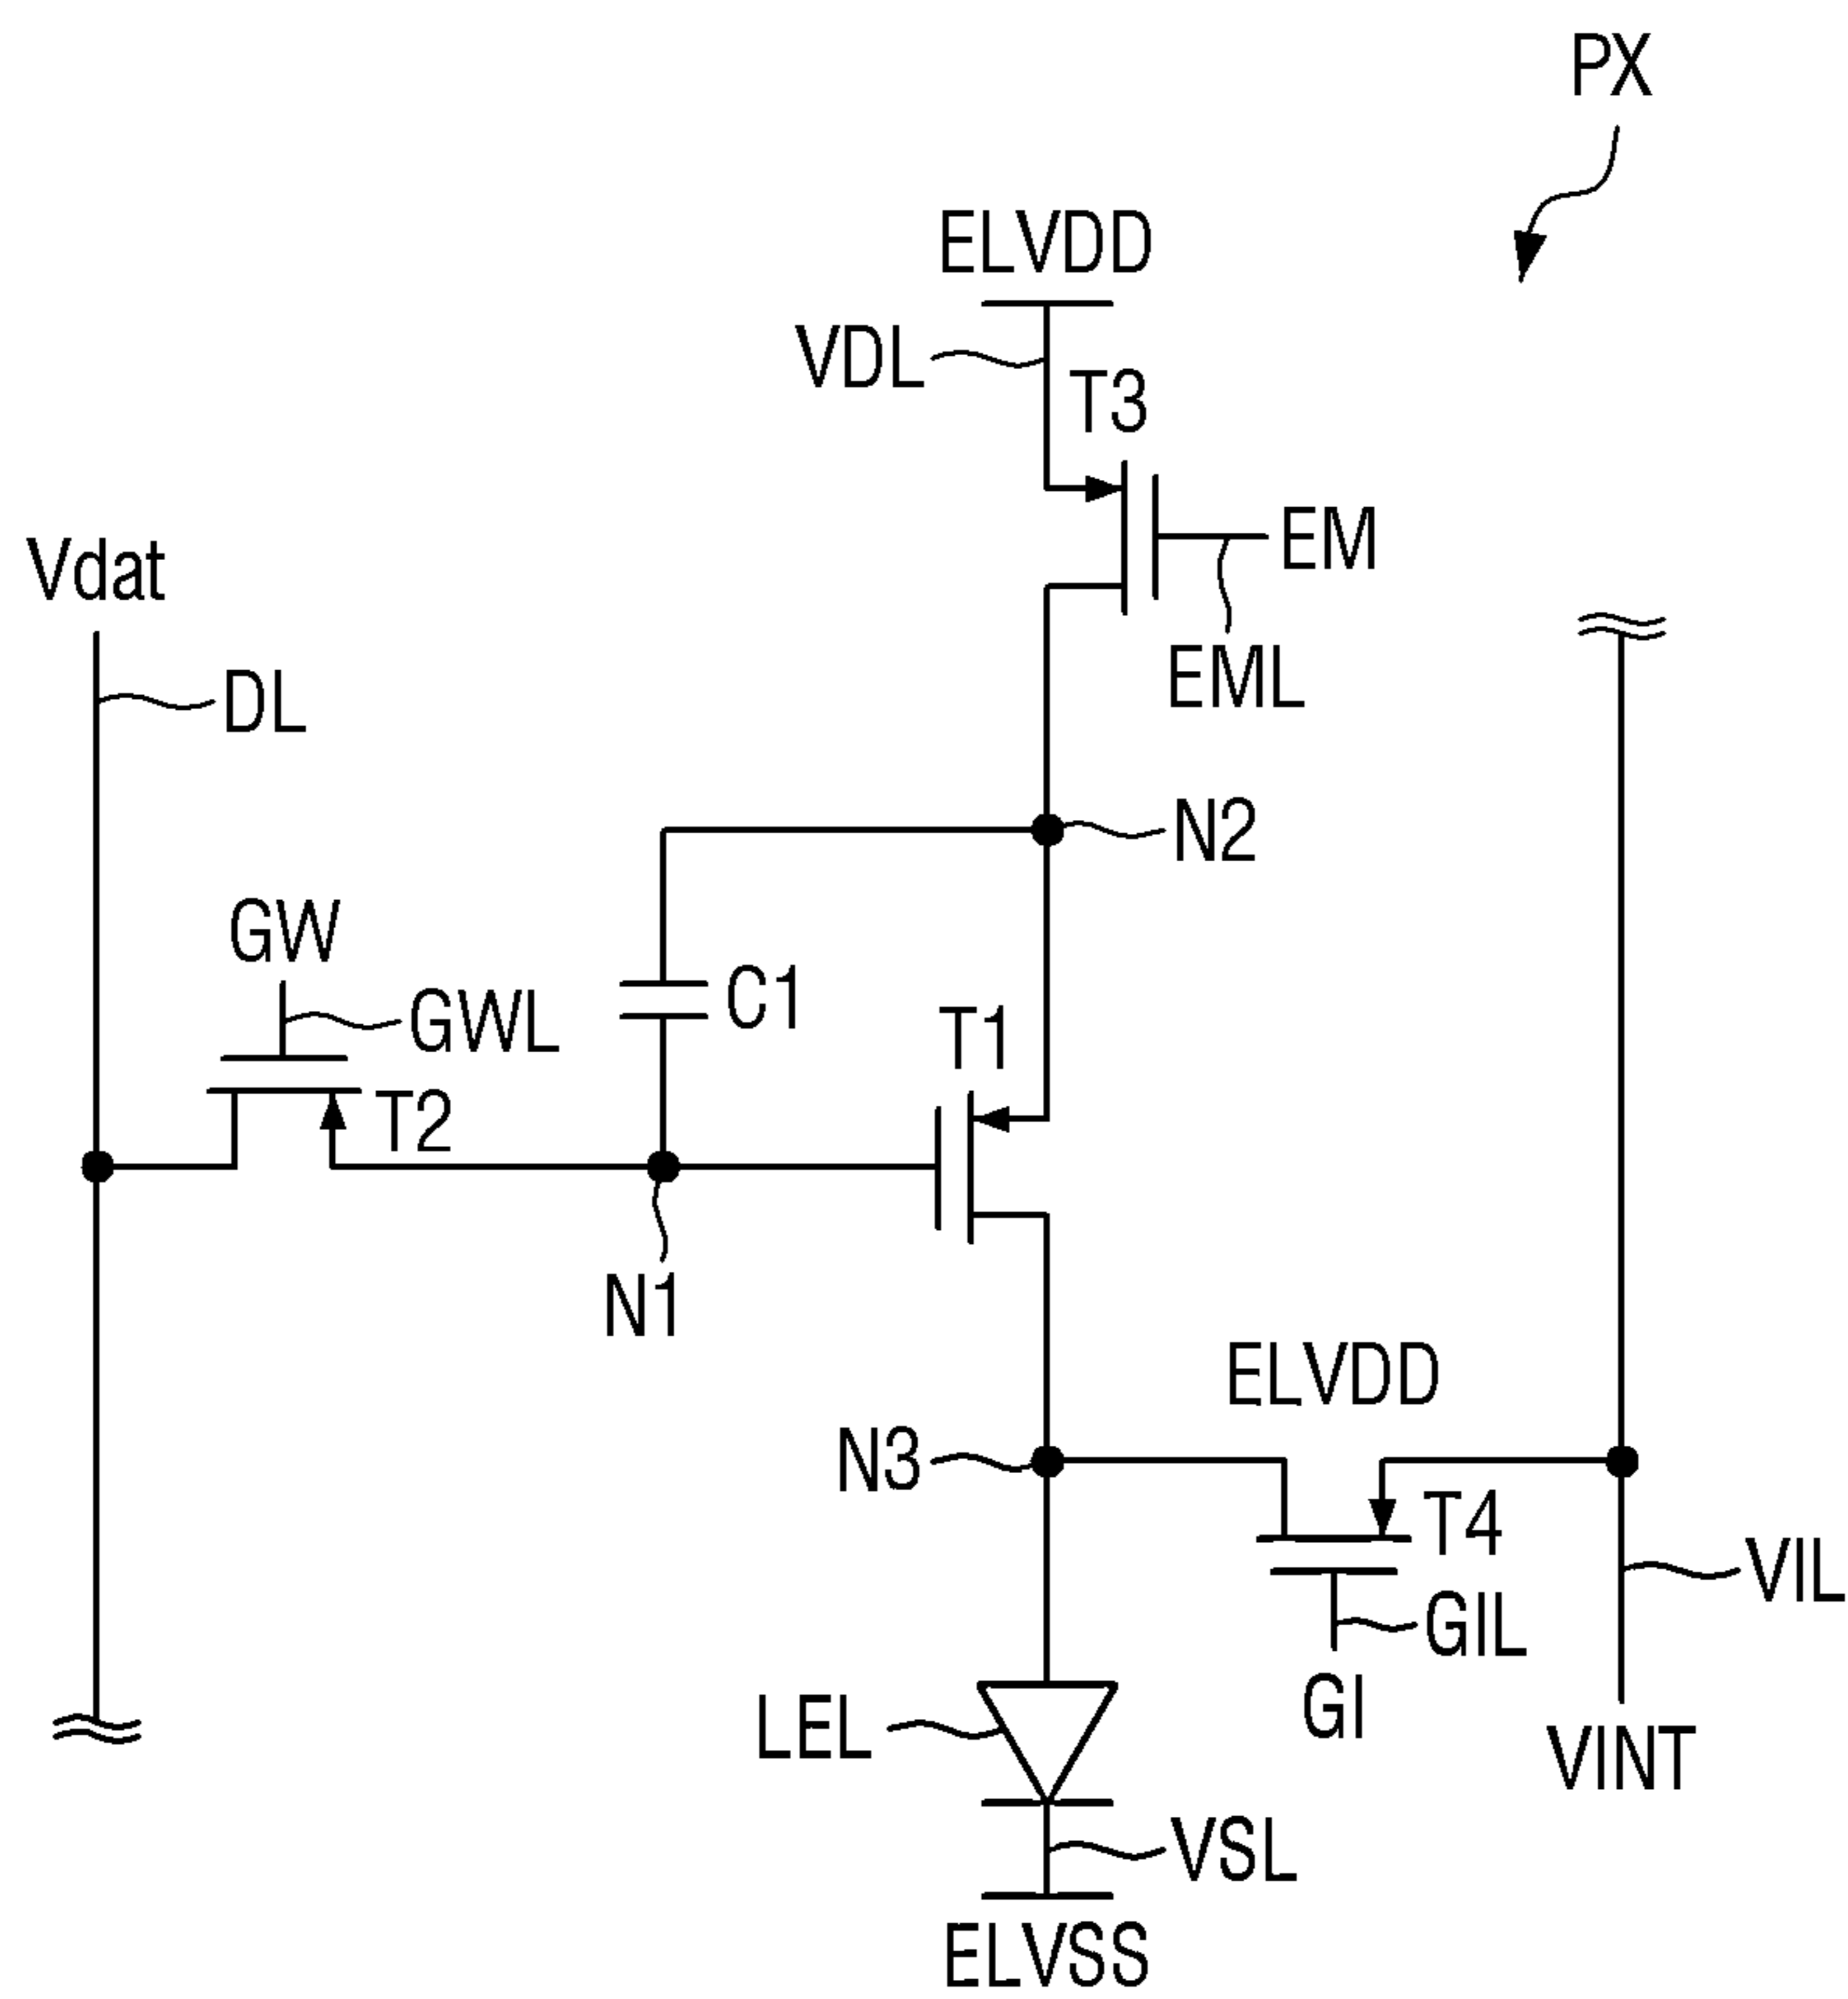 PX
ELVDD
VDL
T3
EM
EML
Vdat
DL
N2
GW
GWL
C1
T1
T2
N1
ELVDD
N3
T4
VIL
GIL
GI
LEL
VINT
VSL
ELVSS